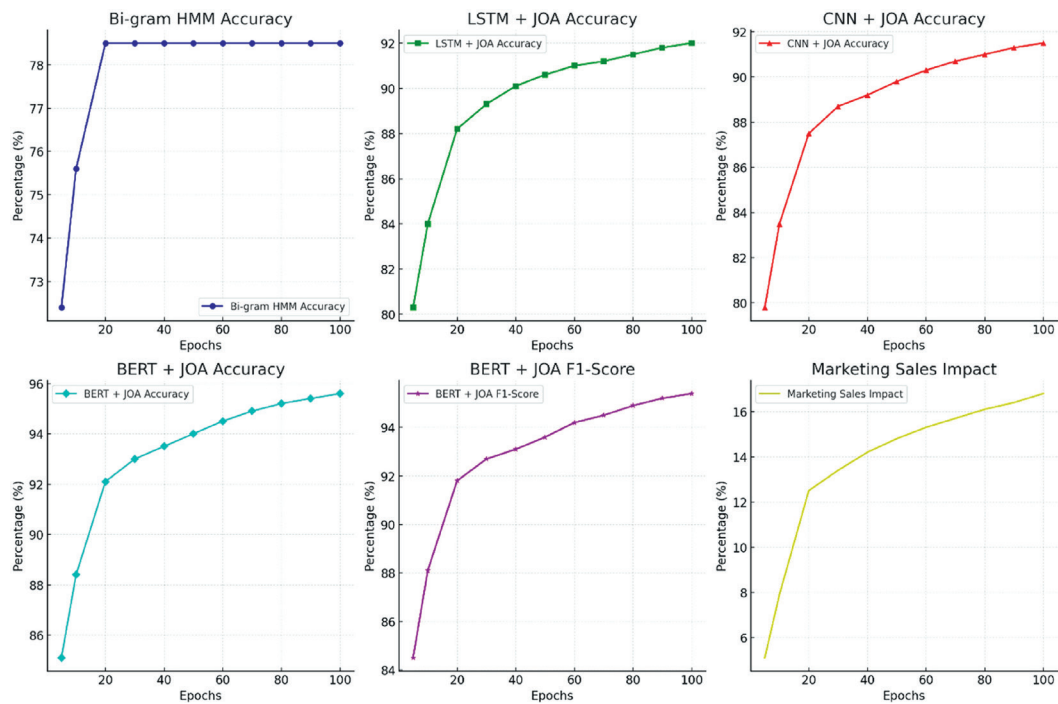 Bi-gram HMM Accuracy
LSTM + JOA Accuracy
CNN + JOA Accuracy
Percentage (%)
78
77
76
75
74
73
Bi-gram HMM Accuracy
20 40 60 80 100
Epochs
Percentage (%)
92
90
88
86
84
82
80
LSTM + JOA Accuracy
20 40 60 80 100
Epochs
Percentage (%)
92
90
88
86
84
82
80
CNN + JOA Accuracy
20 40 60 80 100
Epochs
BERT + JOA Accuracy
BERT + JOA F1-Score
Marketing Sales Impact
Percentage (%)
96
94
92
90
88
86
BERT + JOA Accuracy
20 40 60 80 100
Epochs
Percentage (%)
94
92
90
88
86
84
BERT + JOA F1-Score
20 40 60 80 100
Epochs
Percentage (%)
16
14
12
10
8
6
Marketing Sales Impact
20 40 60 80 100
Epochs